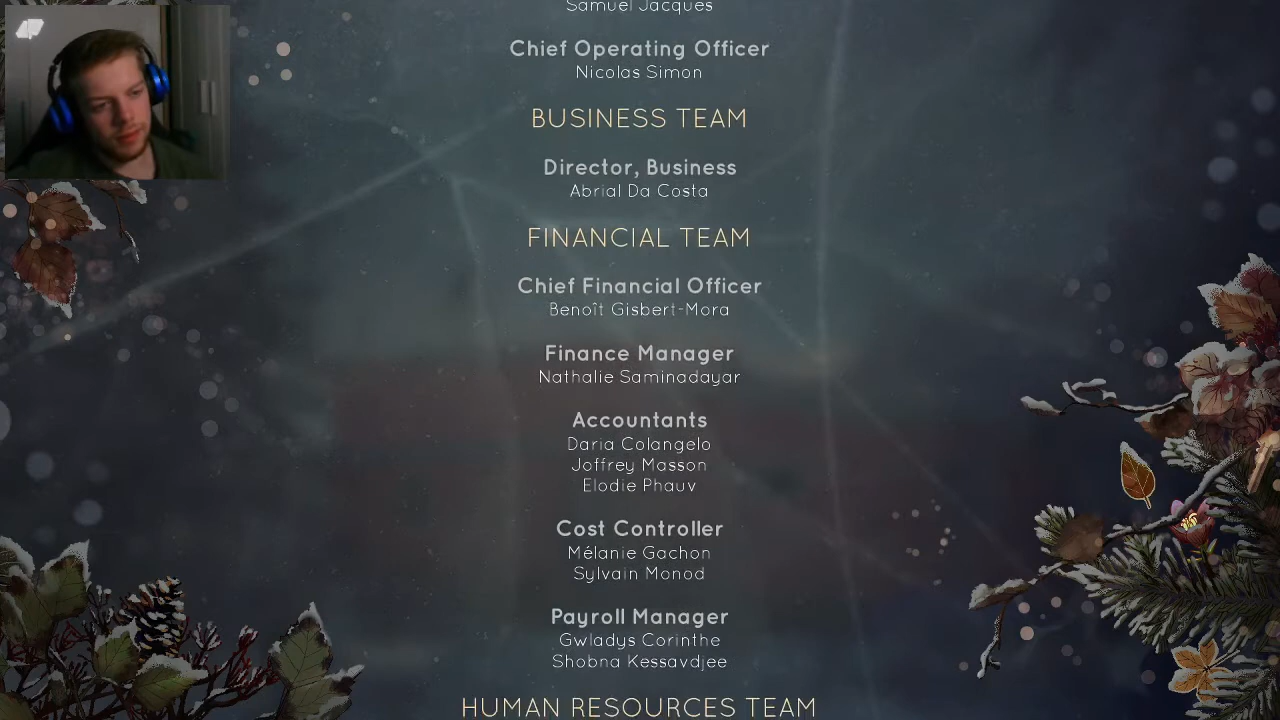 Samuel Jacques
Chief Operating Officer
Nicolas Simon
BUSINESS TEAM
Director, Business
Abrial Da Costa
FINANCIAL TEAM
Chief Financial Officer
Benoît Gisbert-Mora
Finance Manager
Nathalie Saminadayar
Accountants
Daria Colangelo
Joffrey Masson
Elodie Phauv
Cost Controller
Mélanie Gachon
Sylvain Monod
Payroll Manager
Gwladys Corinthe
Shobna Kessavdjee
HUMAN RESOURCES TEAM